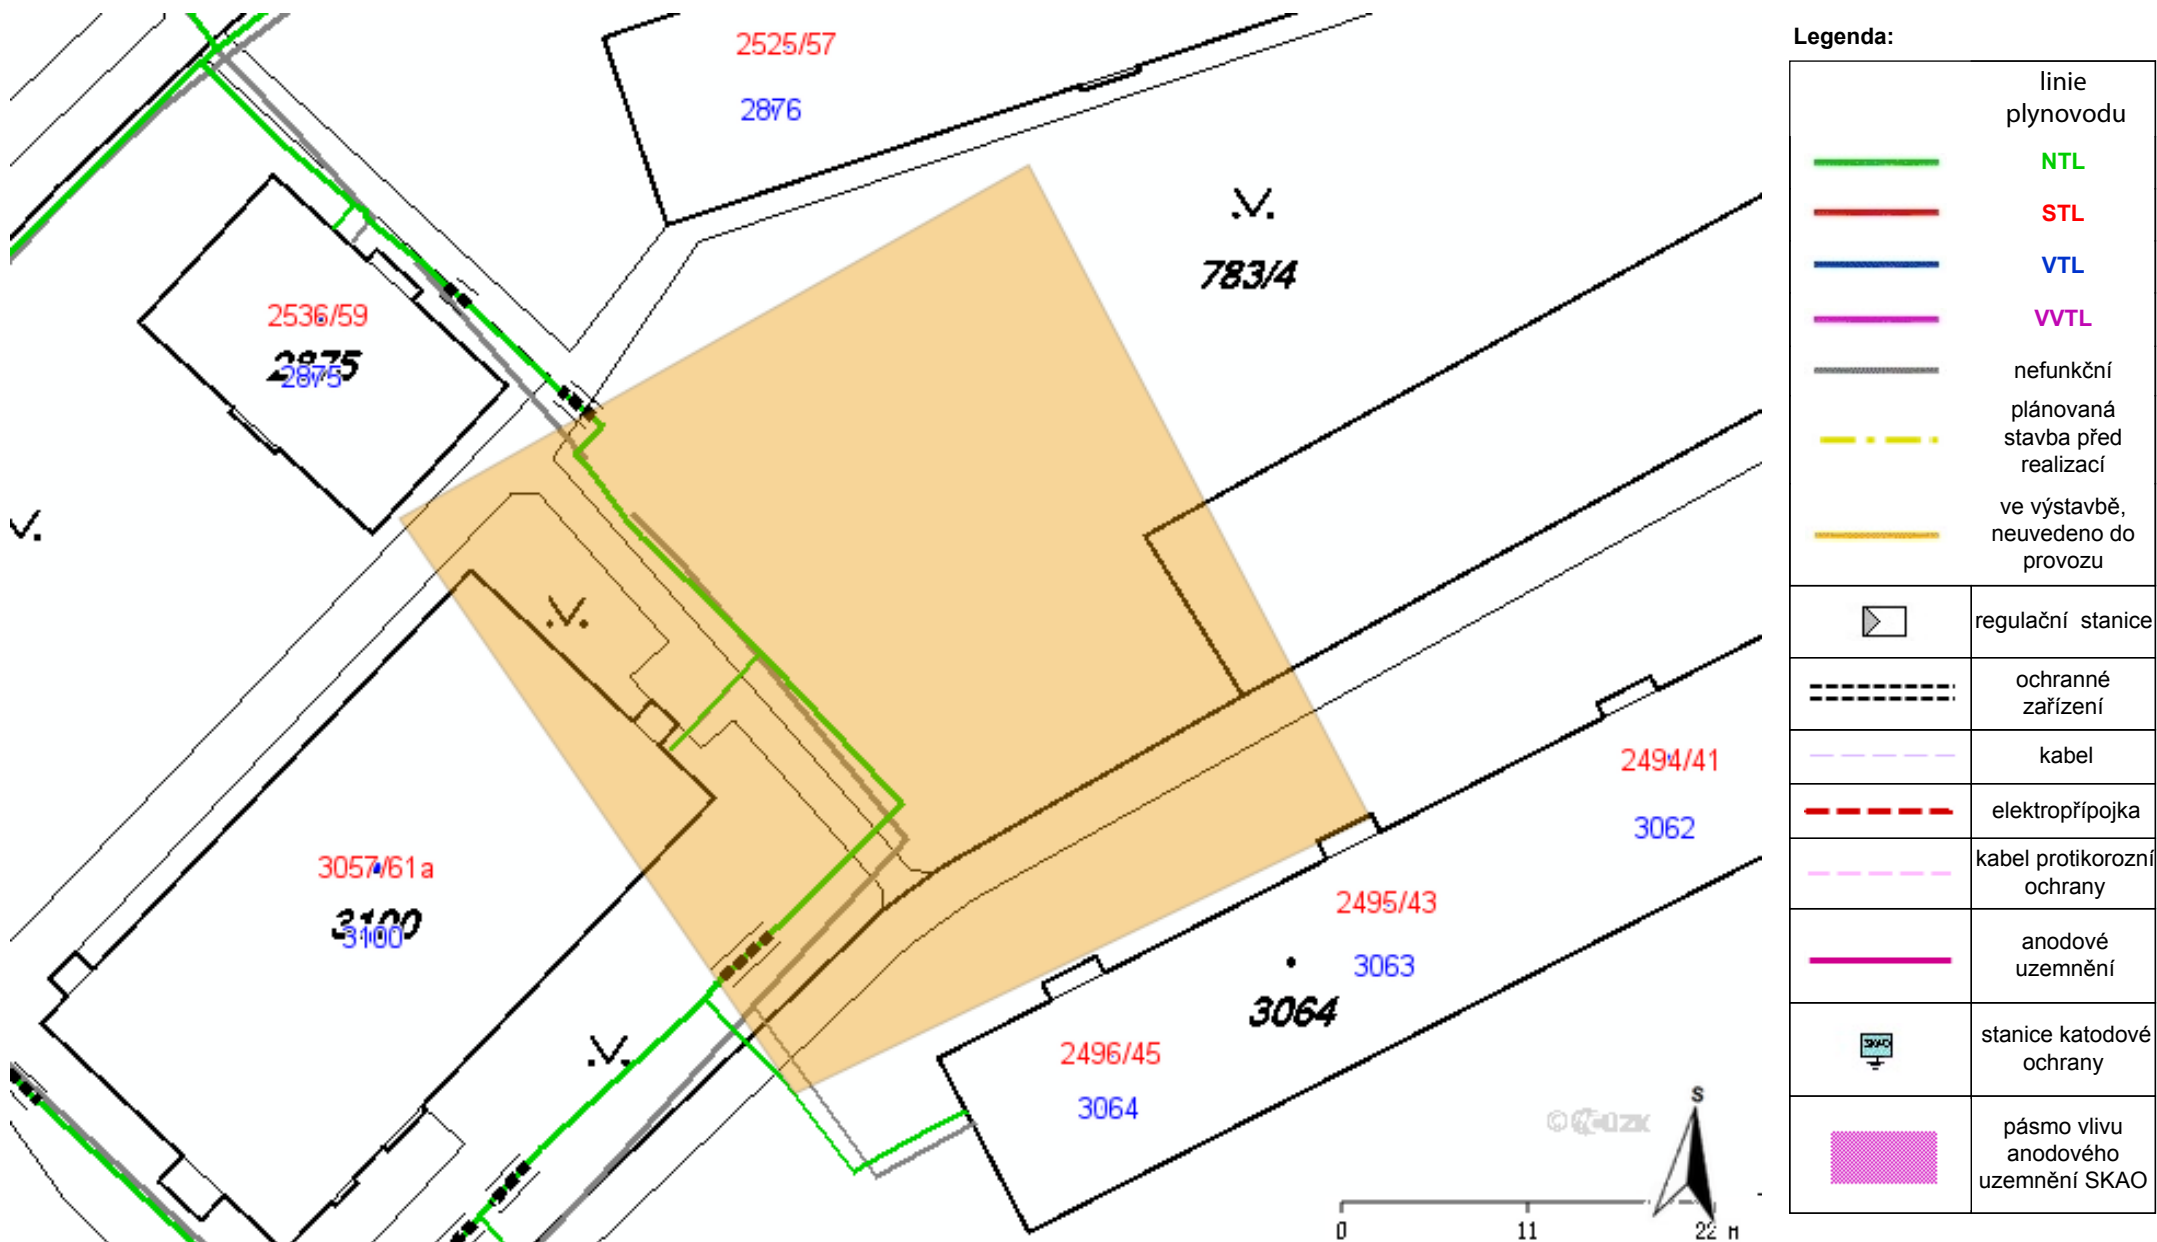 2525/57
2876
783/4
2536/59
2875
2875
3057/61a
3100
3100
2494/41
3062
2495/43
3063
3064
2496/45
3064
S
0 11 22 M
Legenda:
linie
plynovodu
NTL
STL
VTL
VVTL
nefunkční
plánovaná
stavba před
realizací
ve výstavbě,
neuvedeno do
provozu
regulační stanice
ochranné
zařízení
kabel
elektropřípojka
kabel protikorozní
ochrany
anodové
uzemnění
SKAO
stanice katodové
ochrany
pásmo vlivu
anodového
uzemnění SKAO